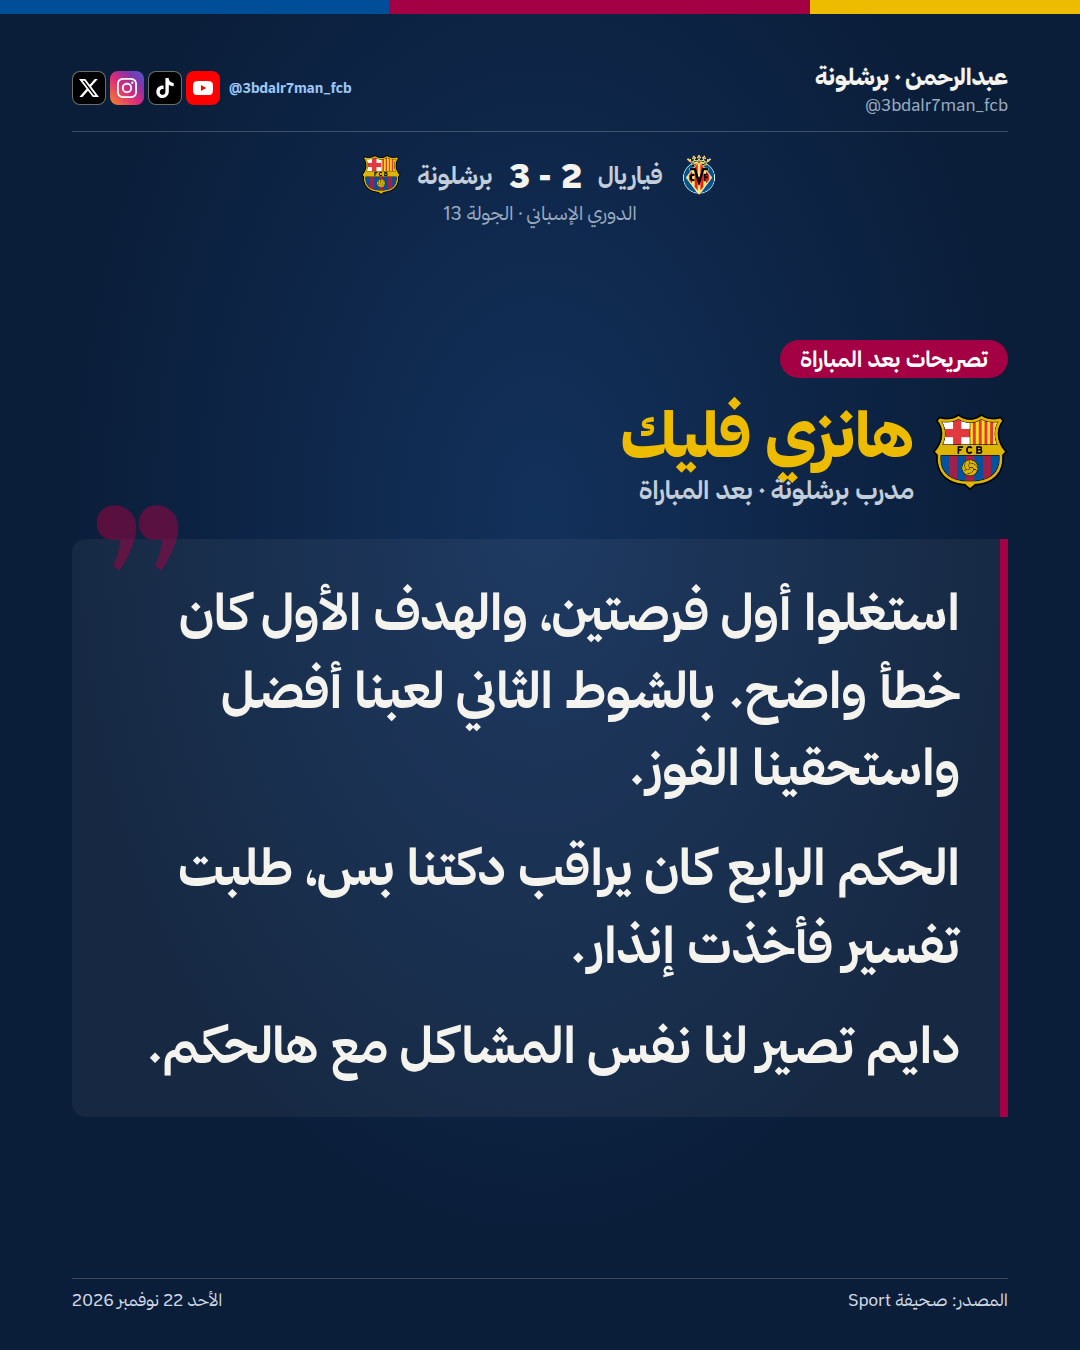 عبدالرحمن · برشلونة
@3bdalr7man_fcb
@3bdalr7man_fcb
فياريال 2 - 3 برشلونة
الدوري الإسباني · الجولة 13
تصريحات بعد المباراة
هانزي فليك
مدرب برشلونة · بعد المباراة
FCB
استغلوا أول فرصتين، والهدف الأول كان
خطأ واضح. بالشوط الثاني لعبنا أفضل
واستحقينا الفوز.
الحكم الرابع كان يراقب دكتنا بس، طلبت
تفسير فأخذت إنذار.
دايم تصير لنا نفس المشاكل مع هالحكم.
المصدر: صحيفة Sport
الأحد 22 نوفمبر 2026